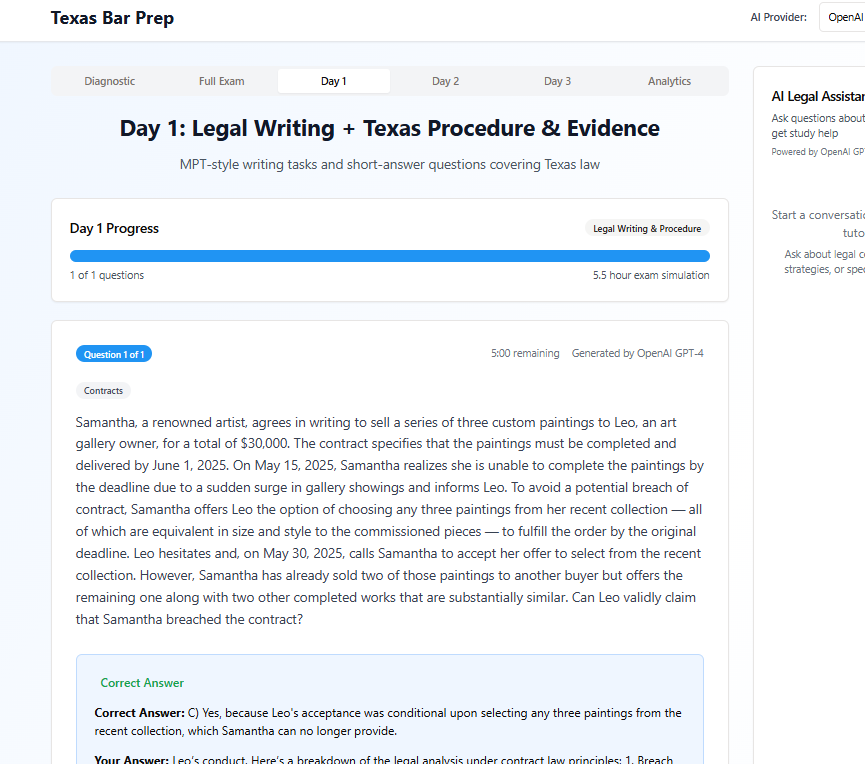 Texas Bar Prep
AI Provider:
OpenAI
Diagnostic
Full Exam
Day 1
Day 2
Day 3
Analytics
Day 1: Legal Writing + Texas Procedure & Evidence
MPT-style writing tasks and short-answer questions covering Texas law
Day 1 Progress
Legal Writing & Procedure
1 of 1 questions
5.5 hour exam simulation
Question 1 of 1
5:00 remaining
Generated by OpenAI GPT-4
Contracts
Samantha, a renowned artist, agrees in writing to sell a series of three custom paintings to Leo, an art
gallery owner, for a total of $30,000. The contract specifies that the paintings must be completed and
delivered by June 1, 2025. On May 15, 2025, Samantha realizes she is unable to complete the paintings by
the deadline due to a sudden surge in gallery showings and informs Leo. To avoid a potential breach of
contract, Samantha offers Leo the option of choosing any three paintings from her recent collection — all
of which are equivalent in size and style to the commissioned pieces — to fulfill the order by the original
deadline. Leo hesitates and, on May 30, 2025, calls Samantha to accept her offer to select from the recent
collection. However, Samantha has already sold two of those paintings to another buyer but offers the
remaining one along with two other completed works that are substantially similar. Can Leo validly claim
that Samantha breached the contract?
Correct Answer
Correct Answer: C) Yes, because Leo's acceptance was conditional upon selecting any three paintings from the
recent collection, which Samantha can no longer provide.
Your Answer: Leo's conduct. Here's a breakdown of the legal analysis under contract law principles: 1. Breach
AI Legal Assistan
Ask questions about
get study help
Powered by OpenAI GP
Start a conversati
tuto
Ask about legal c
strategies, or spe